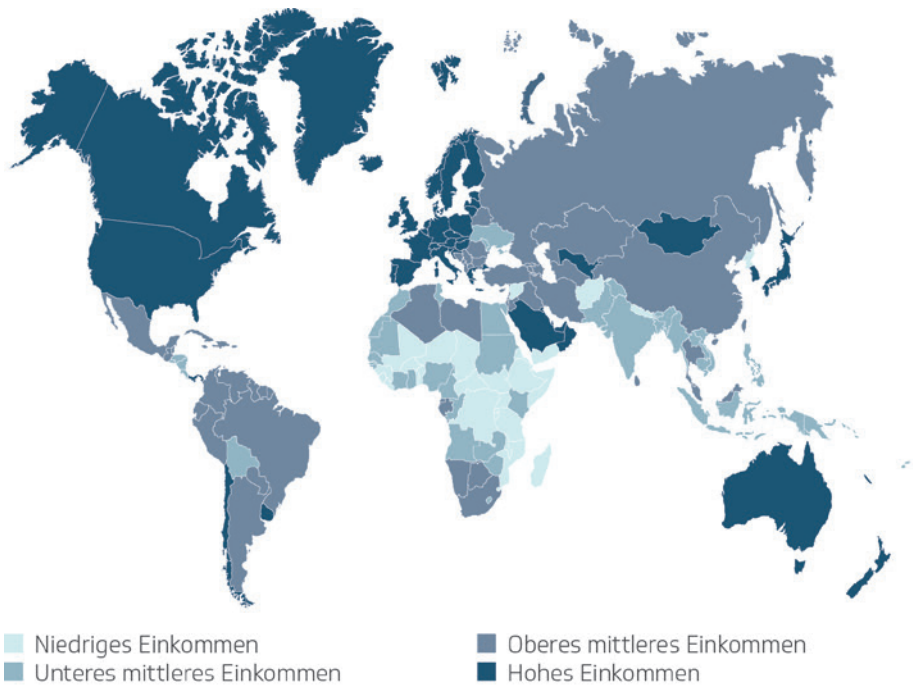 Niedriges Einkommen
Unteres mittleres Einkommen
Oberes mittleres Einkommen
Hohes Einkommen